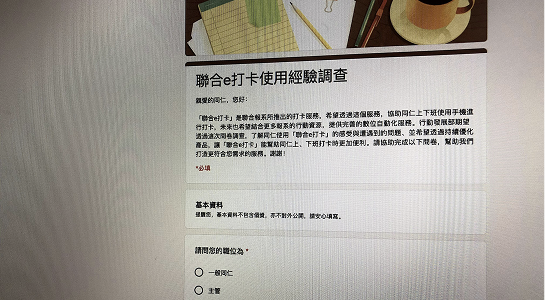 聯合e打卡使用經驗調查
親愛的同仁，您好：
「聯合e打卡」是聯合報系所推出的打卡服務，希望透過這個服務，協助同仁上下班使用手機進
行打卡，未來也希望結合更多報系的行動資源，提供完善的數位自動化服務。行動發展部期望
透過這次問卷調查，了解同仁使用「聯合e打卡」的感受與遭遇到的問題、並希望透過持續優化
產品，讓「聯合e打卡」能幫助同仁上、下班打卡時更加便利。請協助完成以下問卷，幫助我們
打造更符合您需求的服務。謝謝！
*必填
基本資料
提醒您，基本資料不包含個資，亦不對外公開，請安心填寫。
請問您的職位為 *
一般同仁
主管